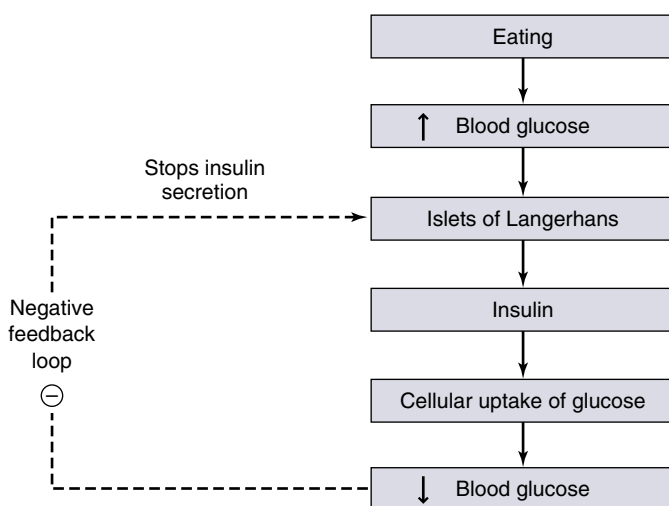 Eating
↑ Blood glucose
Stops insulin
secretion
Islets of Langerhans
Negative
feedback
loop
−
Insulin
Cellular uptake of glucose
↓ Blood glucose